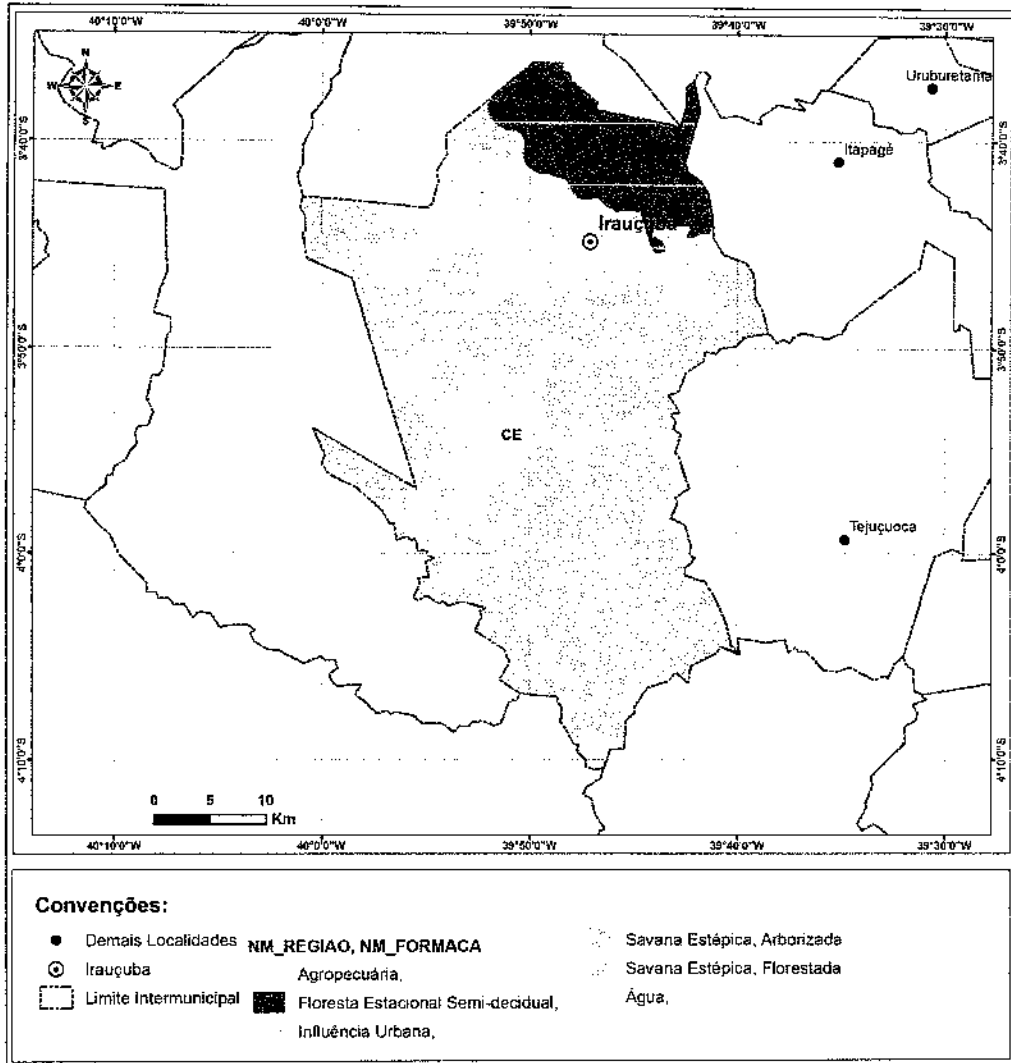 40°10'0"W 40°0'0"W 39°50'0"W 39°40'0"W 39°30'0"W
N
W E
S
Uruburetama
3°40'0"S 3°40'0"S
Itapagé
Irauçuba
3°50'0"S 3°50'0"S
CE
Tejuçuoca
4°0'0"S 4°0'0"S
4°10'0"S 4°10'0"S
0 5 10
Km
40°10'0"W 40°0'0"W 39°50'0"W 39°40'0"W 39°30'0"W
Convenções:
Demais Localidades
Irauçuba
Limite Intermunicipal
NM_REGIAO, NM_FORMACA
Agropecuária,
Floresta Estacional Semi-decidual,
Influência Urbana,
Savana Estépica, Arborizada
Savana Estépica, Florestada
Água,